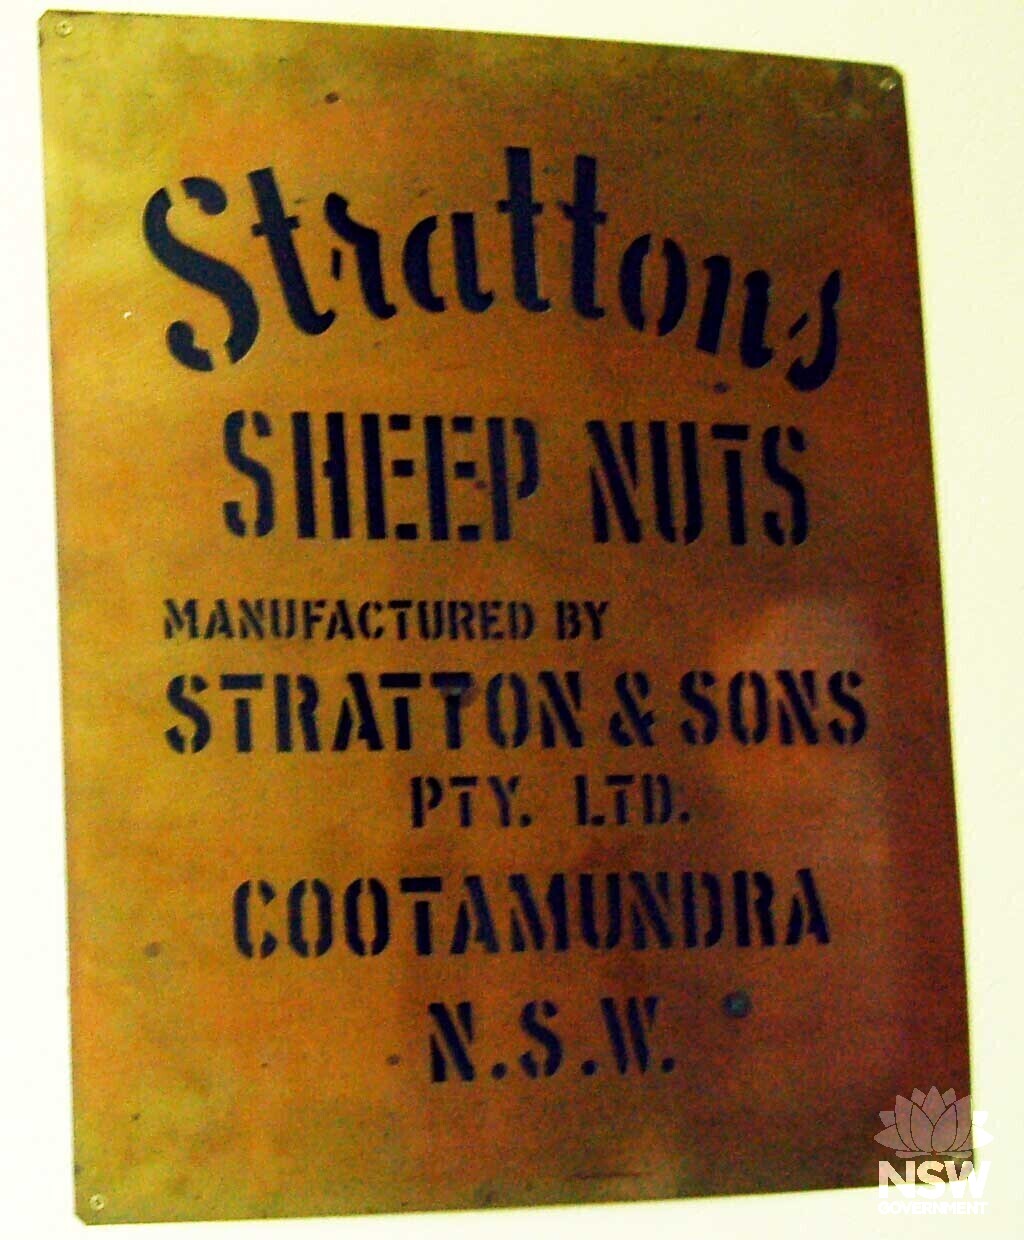 Strattons
SHEEP NUTS
MANUFACTURED BY
STRATTON & SONS
PTY. LTD.
COOTAMUNDRA
N.S.W.
NSW
GOVERNMENT